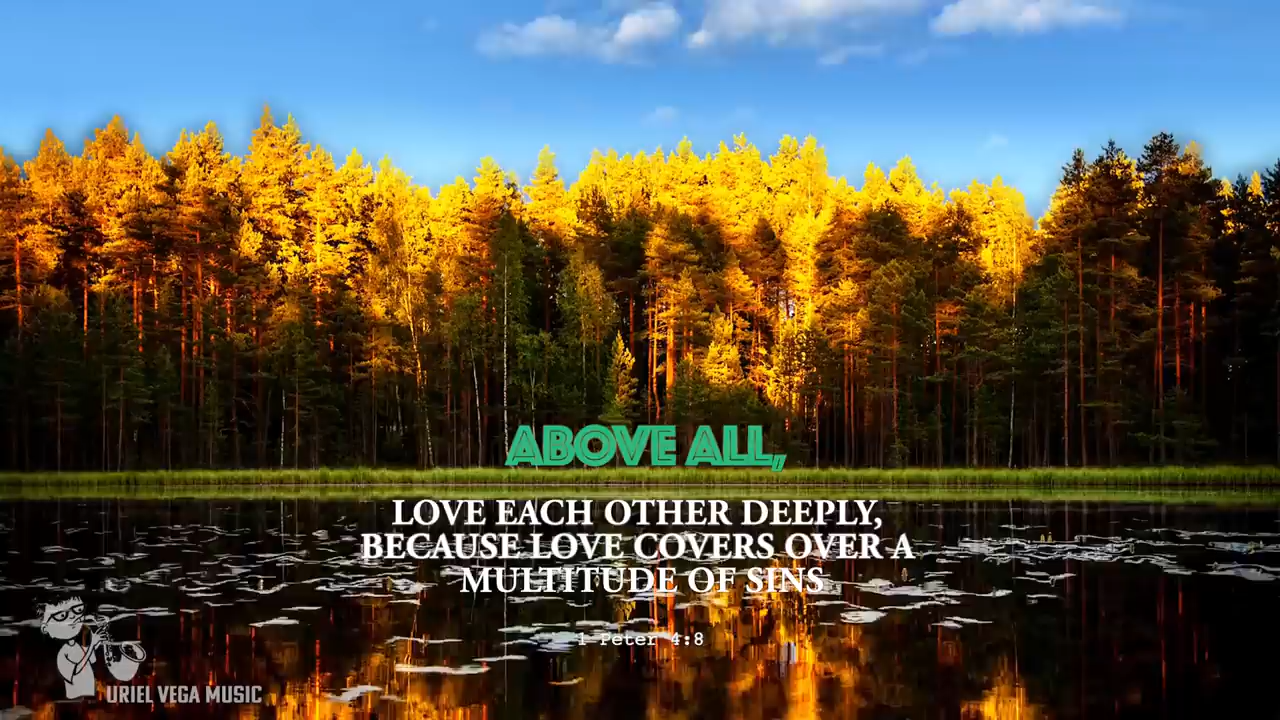 ABOVE ALL,
LOVE EACH OTHER DEEPLY,
BECAUSE LOVE COVERS OVER A
MULTITUDE OF SINS
1 Peter 4:8
URIEL VEGA MUSIC